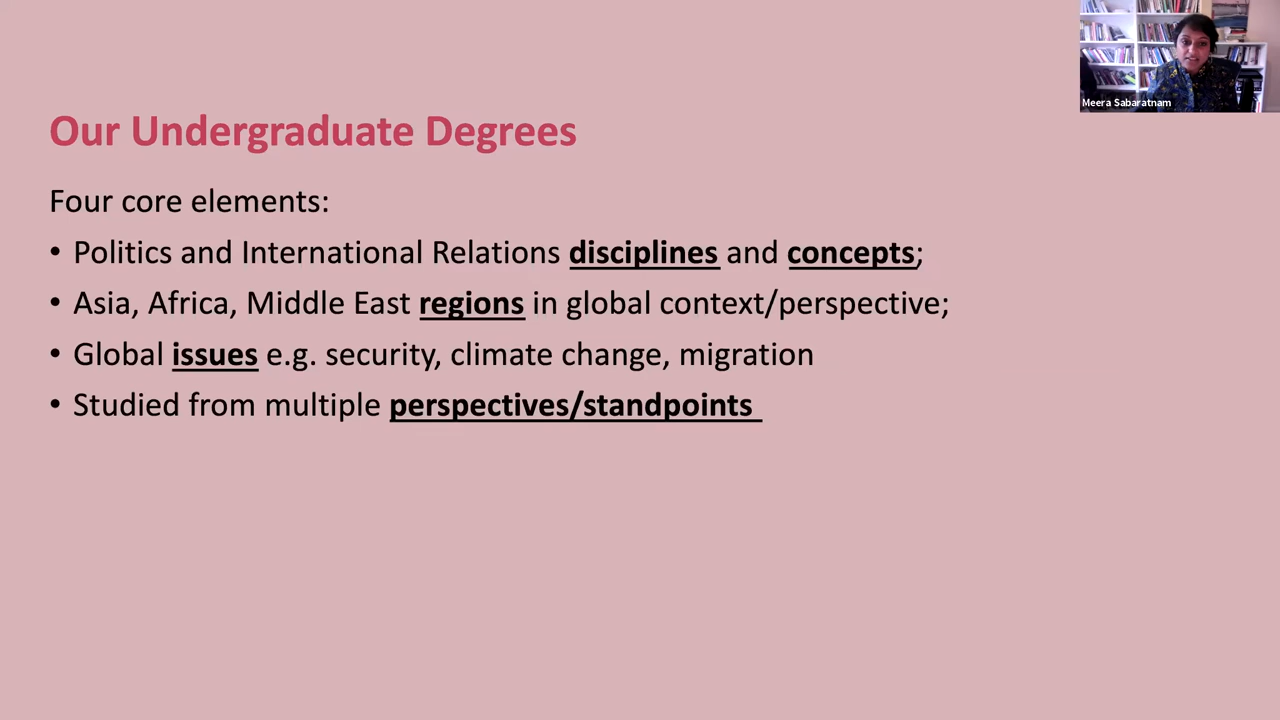 Meera Sabaratnam
Our Undergraduate Degrees
Four core elements:
• Politics and International Relations disciplines and concepts;
• Asia, Africa, Middle East regions in global context/perspective;
• Global issues e.g. security, climate change, migration
• Studied from multiple perspectives/standpoints